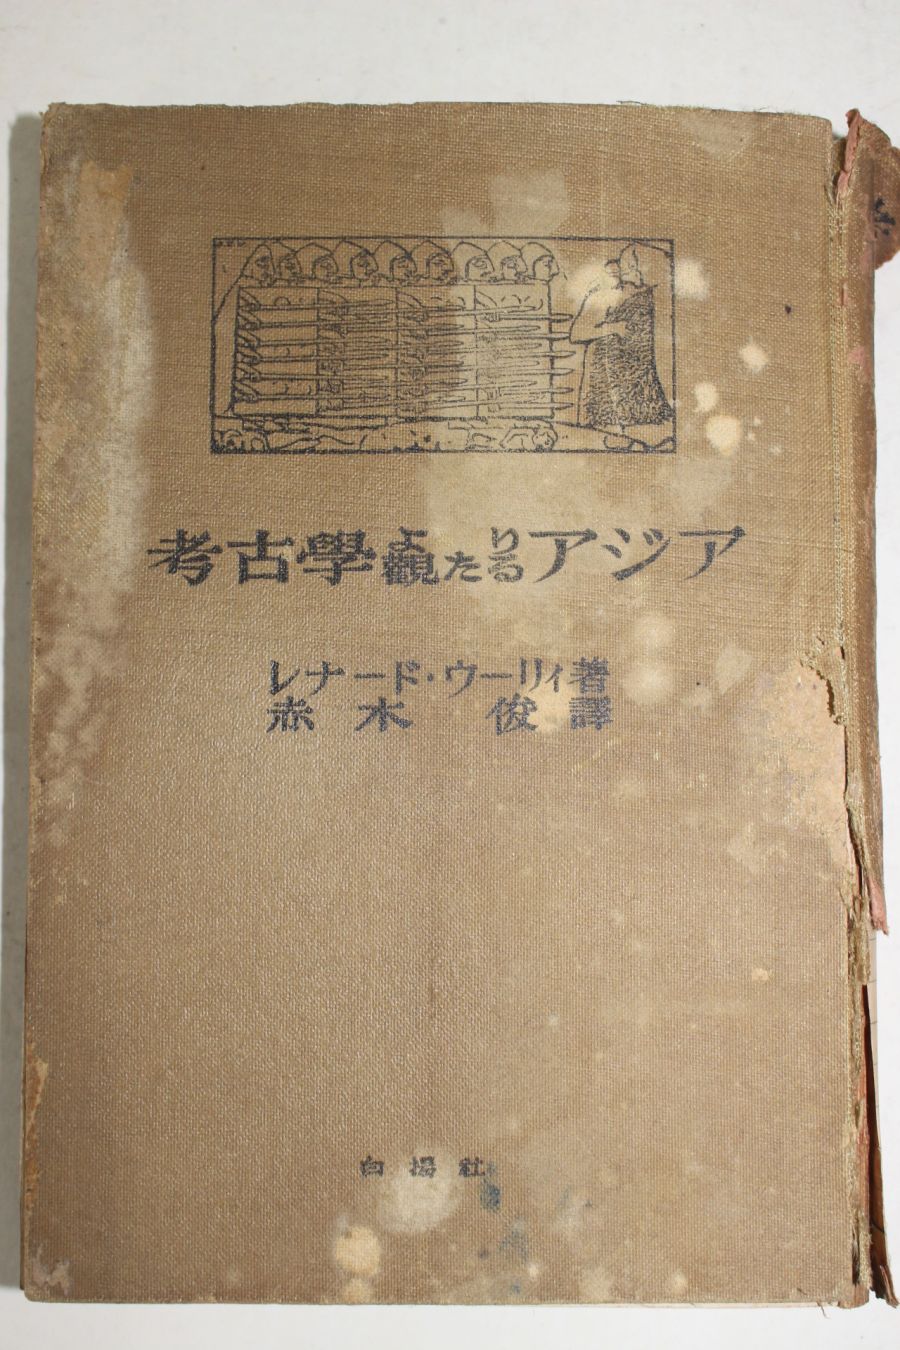 考古學より觀たるアジア
レナード・ウーリィ著
赤木俊譯
白揚社